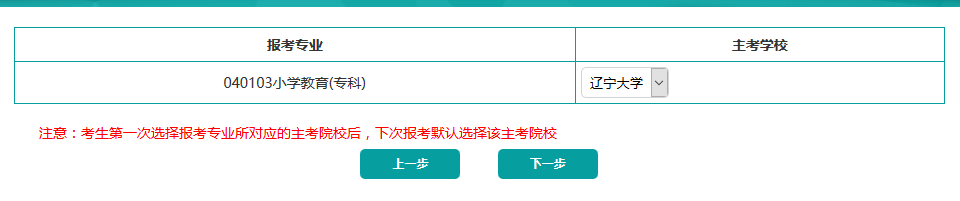 报考专业 主考学校
040103小学教育(专科) 辽宁大学
注意：考生第一次选择报考专业所对应的主考院校后，下次报考默认选择该主考院校
上一步 下一步